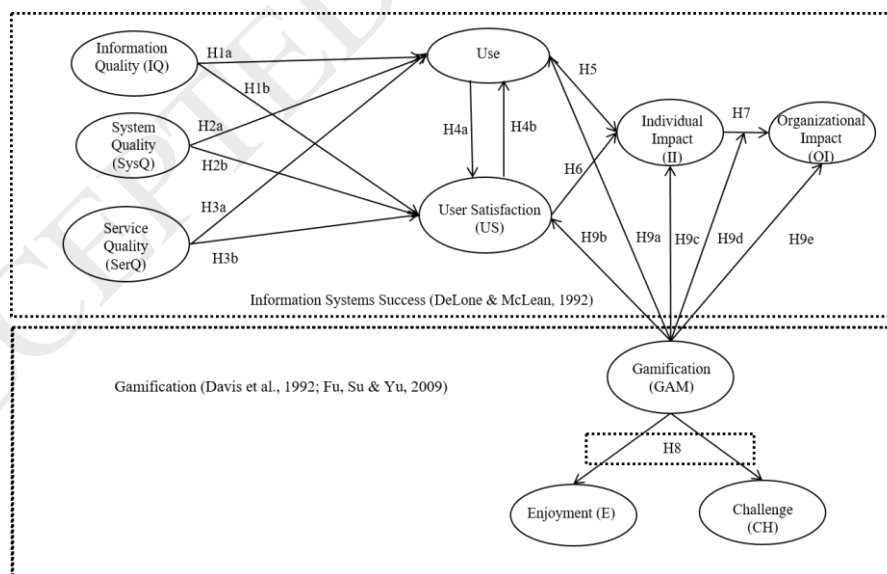 CEPTED
Information
Quality (IQ)
H1a
Use
H1b
System
Quality
(SysQ)
H2a
H2b
H4a
H4b
H5
Individual
Impact
(II)
H7
Organizational
Impact
(OI)
H6
Service
Quality
(SerQ)
H3a
H3b
User Satisfaction
(US)
H9b
H9a
H9c
H9d
H9e
Information Systems Success (DeLone & McLean, 1992)
Gamification (Davis et al., 1992; Fu, Su & Yu, 2009)
Gamification
(GAM)
H8
Enjoyment (E)
Challenge
(CH)